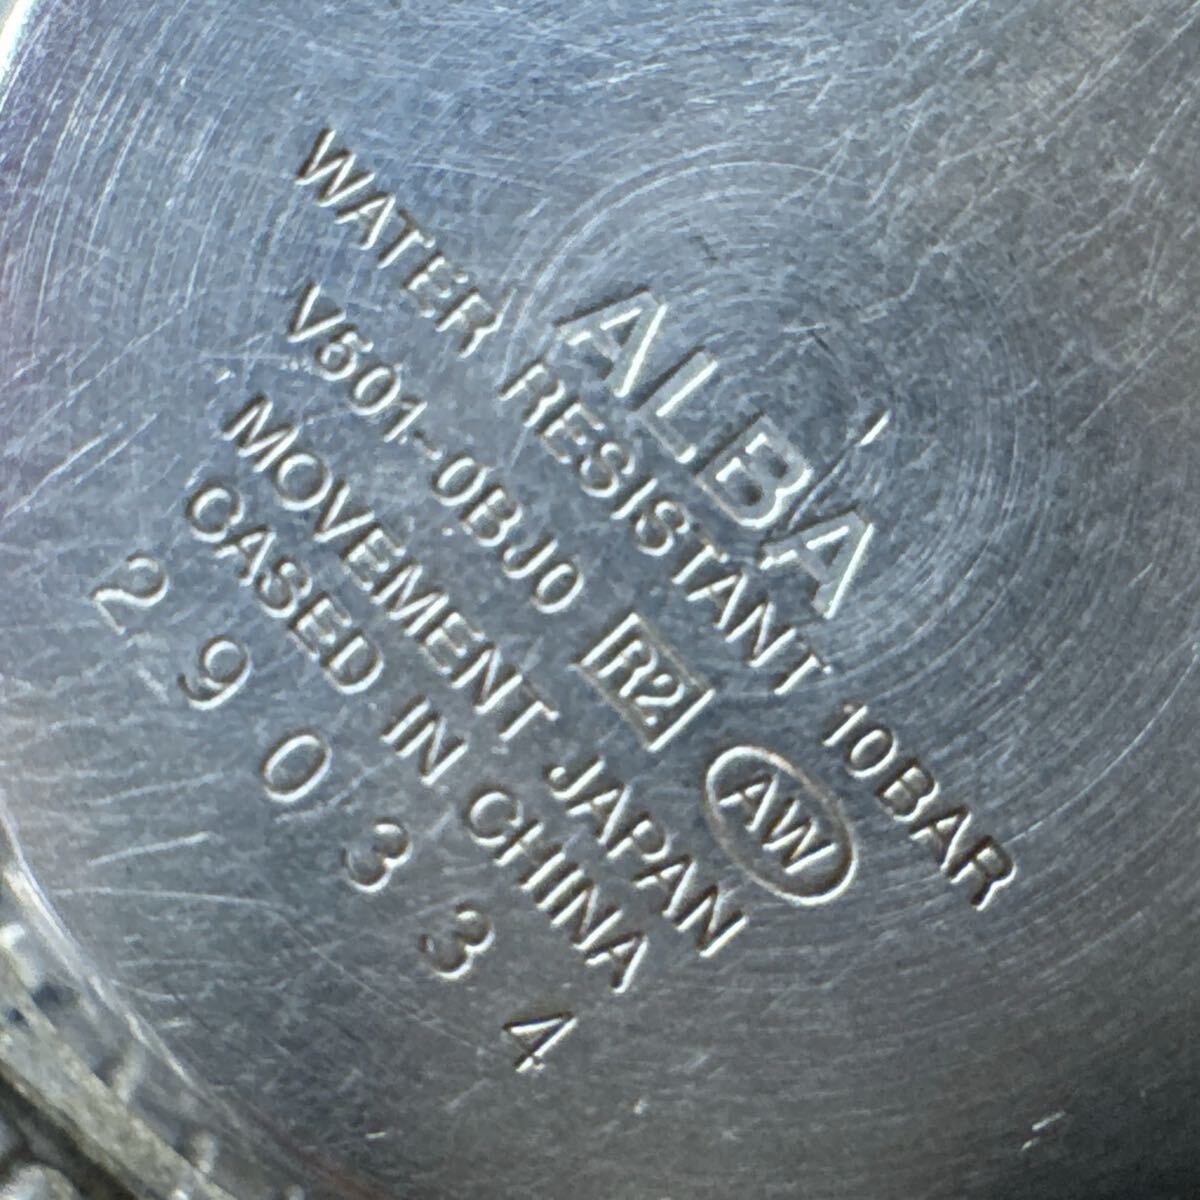 ALBA
WATER RESISTANT 10BAR
V501-0BJ0 R2 AW
MOVEMENT JAPAN
CASED IN CHINA
290334